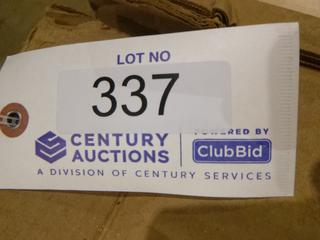 LOT NO
337
CENTURY AUCTIONS
POWERED BY
ClubBid
A DIVISION OF CENTURY SERVICES